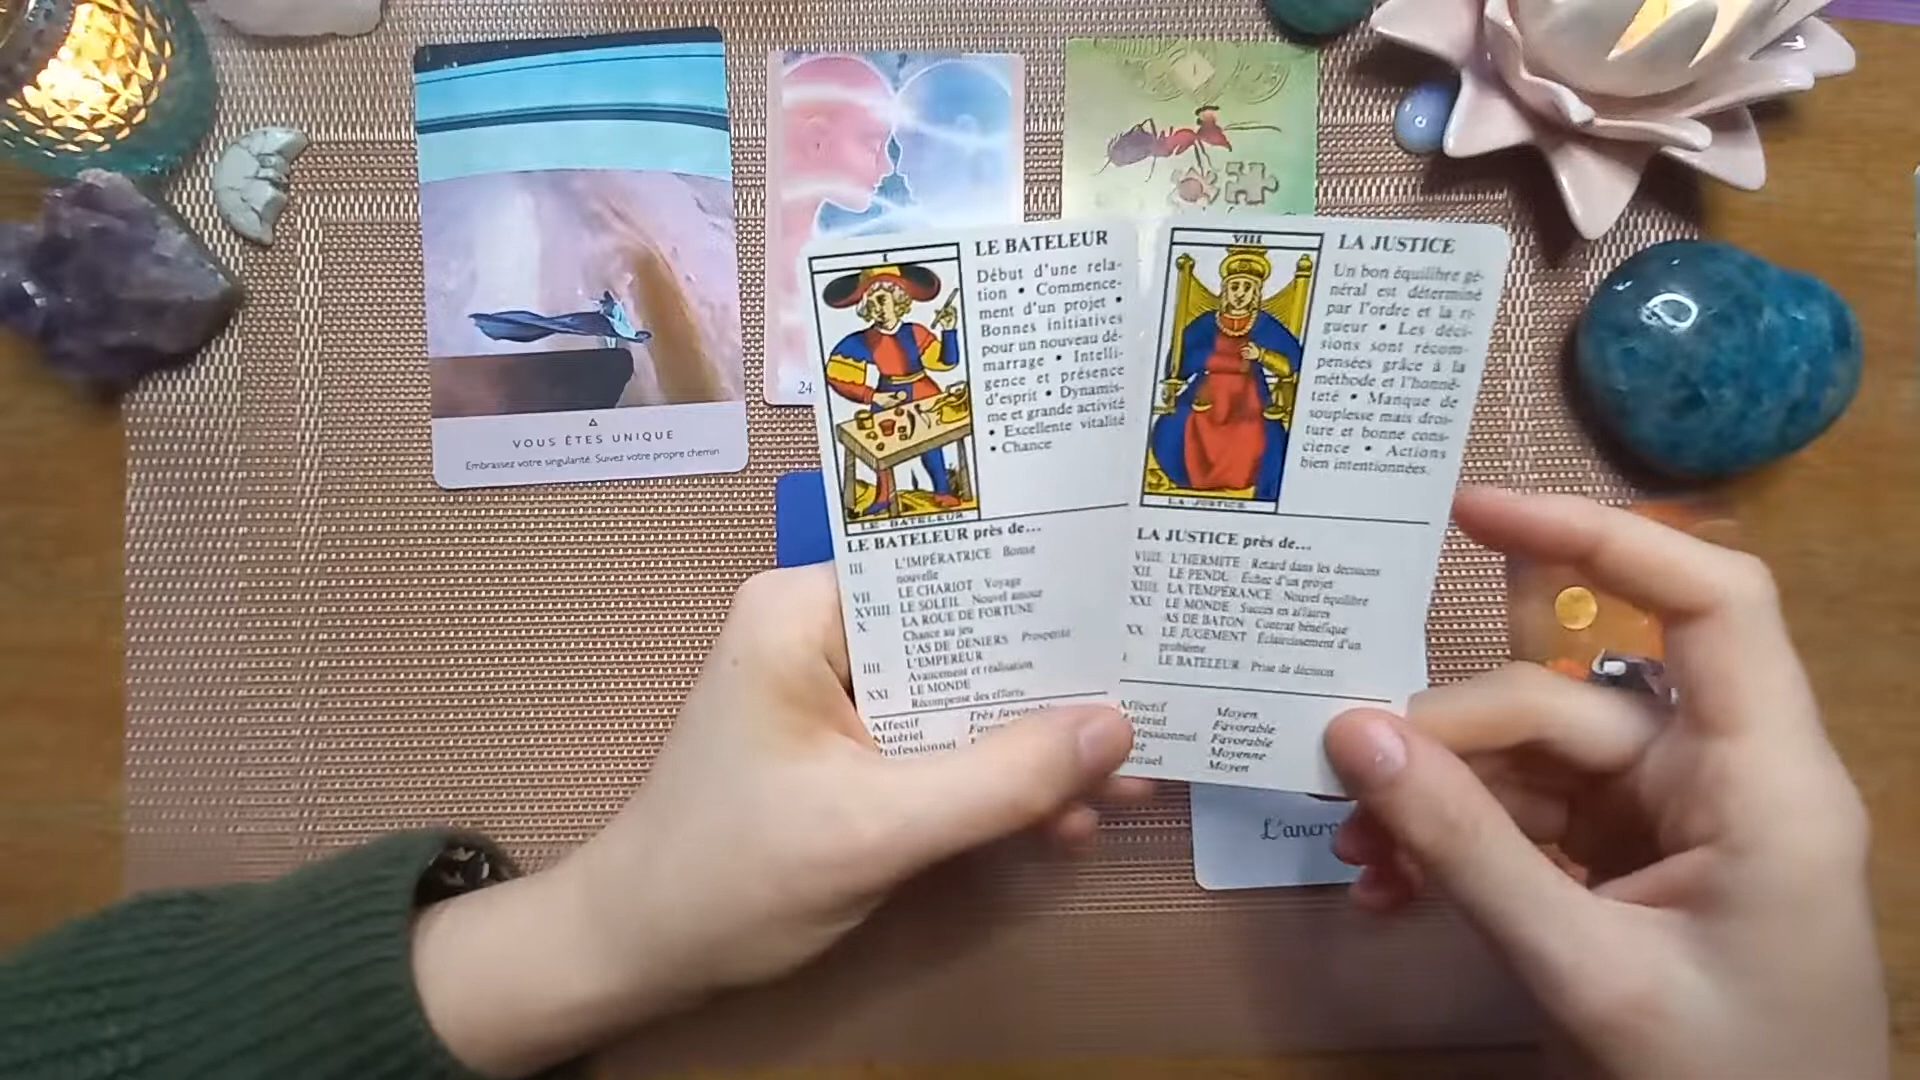 VOUS ÊTES UNIQUE
Embrassez votre singularité. Suivez votre propre chemin
24.
I
LE BATELEUR
LE BATELEUR
Début d'une rela-
tion • Commence-
ment d'un projet •
Bonnes initiatives
pour un nouveau dé-
marrage • Intelli-
gence et présence
d'esprit • Dynamis-
me et grande activité
• Excellente vitalité
• Chance
LE BATELEUR près de...
III. L'IMPÉRATRICE Bonne
nouvelle
VII. LE CHARIOT Voyage
XVIIII. LE SOLEIL Nouvel amour
X. LA ROUE DE FORTUNE
Chance au jeu
L'AS DE DENIERS Prospérité
IIII. L'EMPEREUR
Avancement et réalisation
XXI. LE MONDE
Récompense des efforts
Affectif Très
Matériel
Professionnel
VIII
LA JUSTICE
LA JUSTICE
Un bon équilibre gé-
néral est déterminé
par l'ordre et la ri-
gueur • Les déci-
sions sont récom-
pensées grâce à la
méthode et l'honnê-
teté • Manque de
souplesse mais droi-
ture et bonne cons-
cience • Actions
bien intentionnées.
LA JUSTICE près de...
VIIII. L'HERMITE Retard dans les décisions
XII. LE PENDU Échec d'un projet
XIIII. LA TEMPÉRANCE Nouvel équilibre
XXI. LE MONDE Succès en affaires
AS DE BATON Contrat bénéfique
XX. LE JUGEMENT Éclaircissement d'un
problème
I. LE BATELEUR Prise de décision
Affectif Moyen
Favorable
Favorable
Moyenne
Moyen
L'ancre